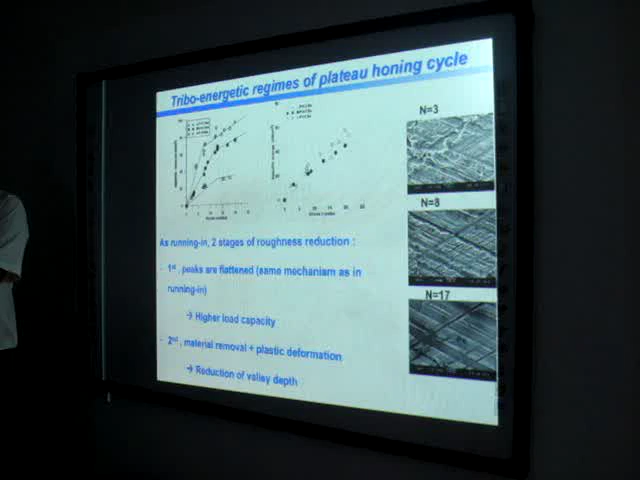 Tribo-energetic regimes of plateau honing cycle
N=3
N=8
N=17
As running-in, 2 stages of roughness reduction :
- 1st , peaks are flattened (same mechanism as in
running-in)
→ Higher load capacity
- 2nd , material removal + plastic deformation
→ Reduction of valley depth